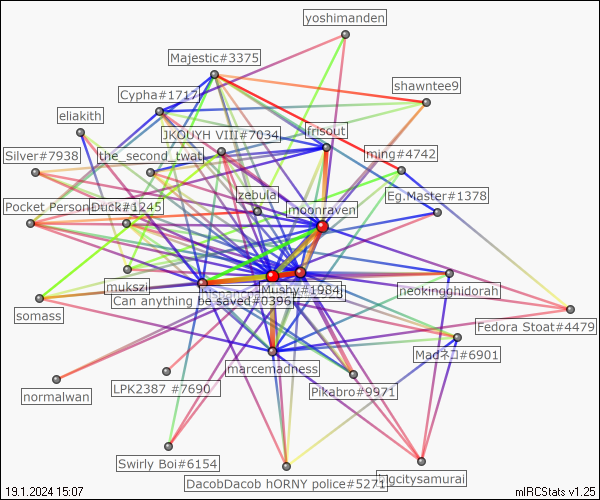 yoshimanden
Majestic#3375
shawntee9
Cypha#1717
eliakith
JKOUYH VIII#7034
frisout
Silver#7938
the_second_twat
ming#4742
zebula
Eg.Master#1378
Pocket Person
Duck#1245
moonraven
mukszi
Mushy#1984
neokingghidorah
Can anything be saved#0396
somass
Fedora Stoat#4479
Madネコ#6901
marcemadness
LPK2387 #7690
Pikabro#9971
normalwan
Swirly Boi#6154
DacobDacob hORNY police#5271
bigcitysamurai
19.1.2024 15:07
mIRCStats v1.25